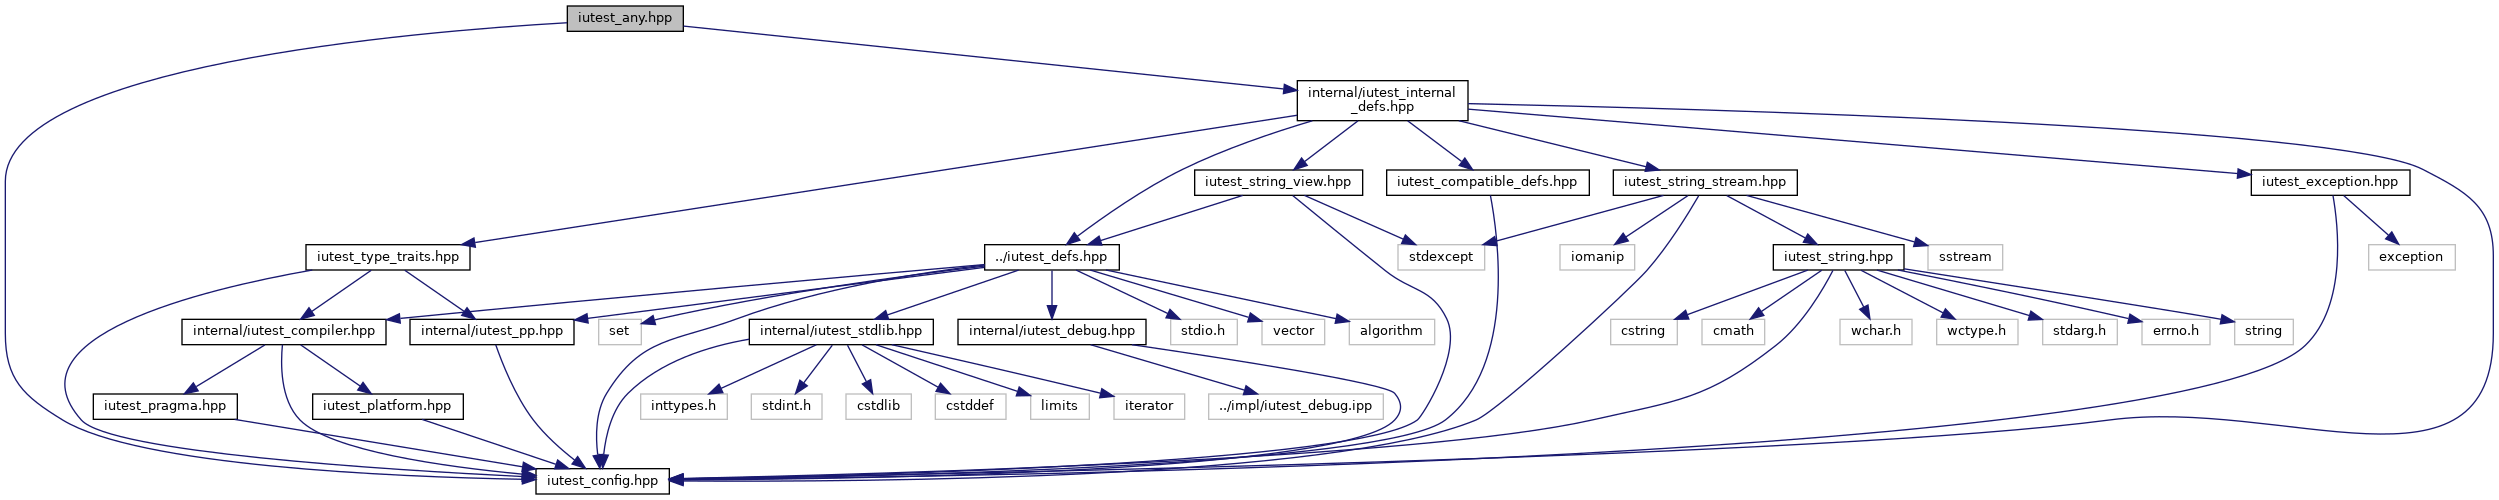 iutest_any.hpp
internal/iutest_internal
_defs.hpp
iutest_string_view.hpp
iutest_compatible_defs.hpp
iutest_string_stream.hpp
iutest_exception.hpp
iutest_type_traits.hpp
../iutest_defs.hpp
stdexcept
iomanip
iutest_string.hpp
sstream
exception
internal/iutest_compiler.hpp
internal/iutest_pp.hpp
set
internal/iutest_stdlib.hpp
internal/iutest_debug.hpp
stdio.h
vector
algorithm
cstring
cmath
wchar.h
wctype.h
stdarg.h
errno.h
string
iutest_pragma.hpp
iutest_platform.hpp
inttypes.h
stdint.h
cstdlib
cstddef
limits
iterator
../impl/iutest_debug.ipp
iutest_config.hpp